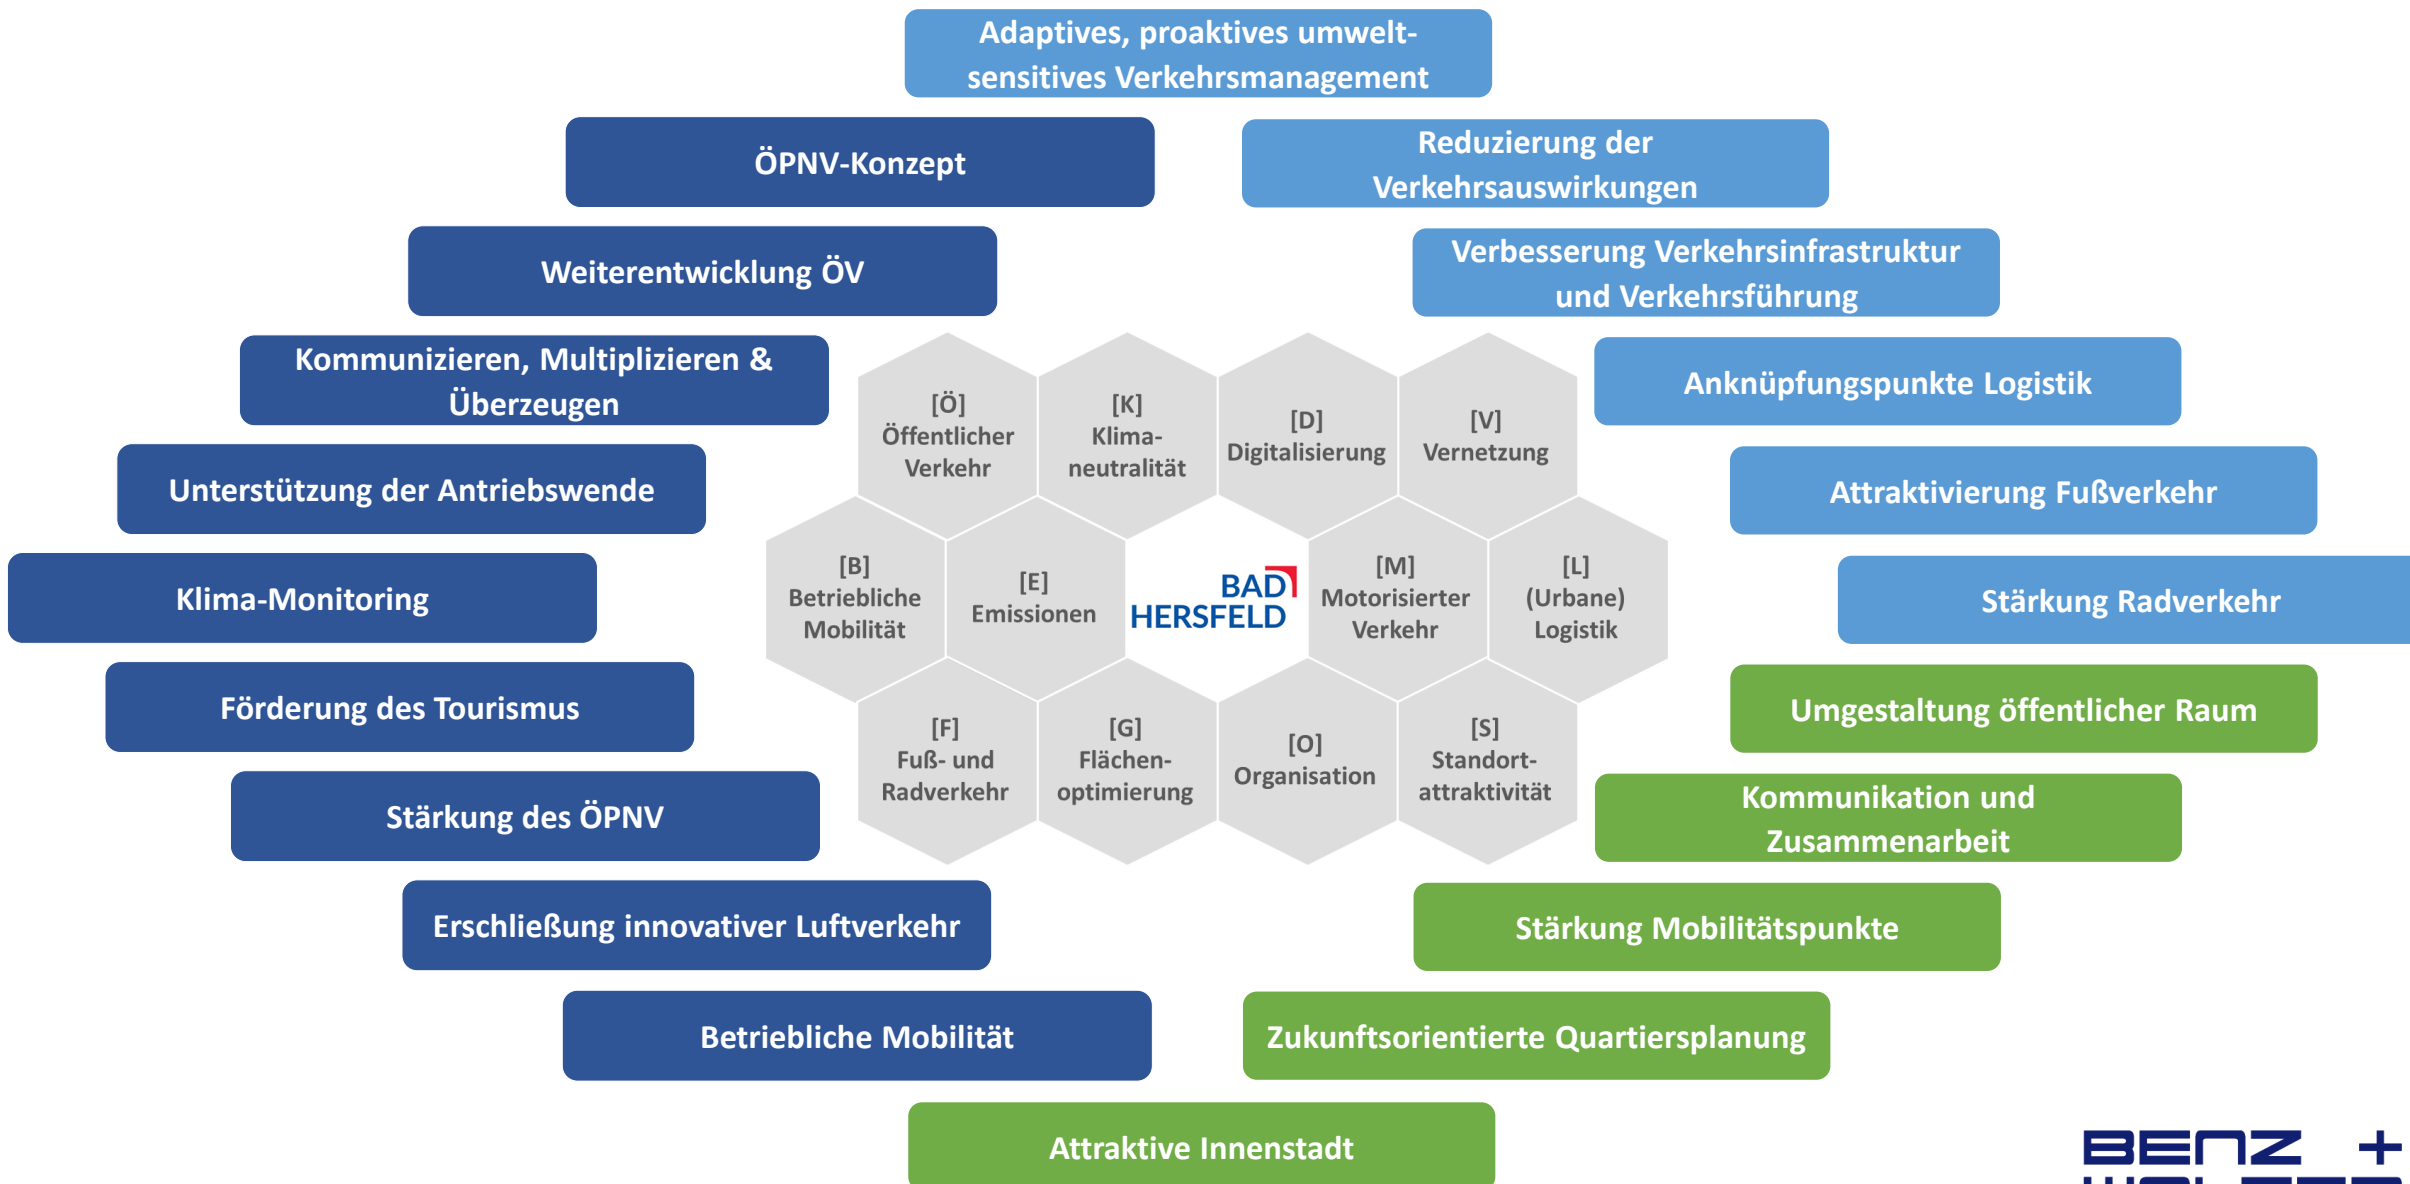 Adaptives, proaktives umwelt-
sensitives Verkehrsmanagement
ÖPNV-Konzept
Reduzierung der
Verkehrsauswirkungen
Weiterentwicklung ÖV
Verbesserung Verkehrsinfrastruktur
und Verkehrsführung
Kommunizieren, Multiplizieren &
Überzeugen
Anknüpfungspunkte Logistik
Unterstützung der Antriebswende
Attraktivierung Fußverkehr
Klima-Monitoring
Stärkung Radverkehr
Förderung des Tourismus
Umgestaltung öffentlicher Raum
Stärkung des ÖPNV
Kommunikation und
Zusammenarbeit
Erschließung innovativer Luftverkehr
Stärkung Mobilitätspunkte
Betriebliche Mobilität
Zukunftsorientierte Quartiersplanung
Attraktive Innenstadt
[Ö]
Öffentlicher
Verkehr
[K]
Klima-
neutralität
[D]
Digitalisierung
[V]
Vernetzung
[B]
Betriebliche
Mobilität
[E]
Emissionen
BAD
HERSFELD
[M]
Motorisierter
Verkehr
[L]
(Urbane)
Logistik
[F]
Fuß- und
Radverkehr
[G]
Flächen-
optimierung
[O]
Organisation
[S]
Standort-
attraktivität
BENZ +